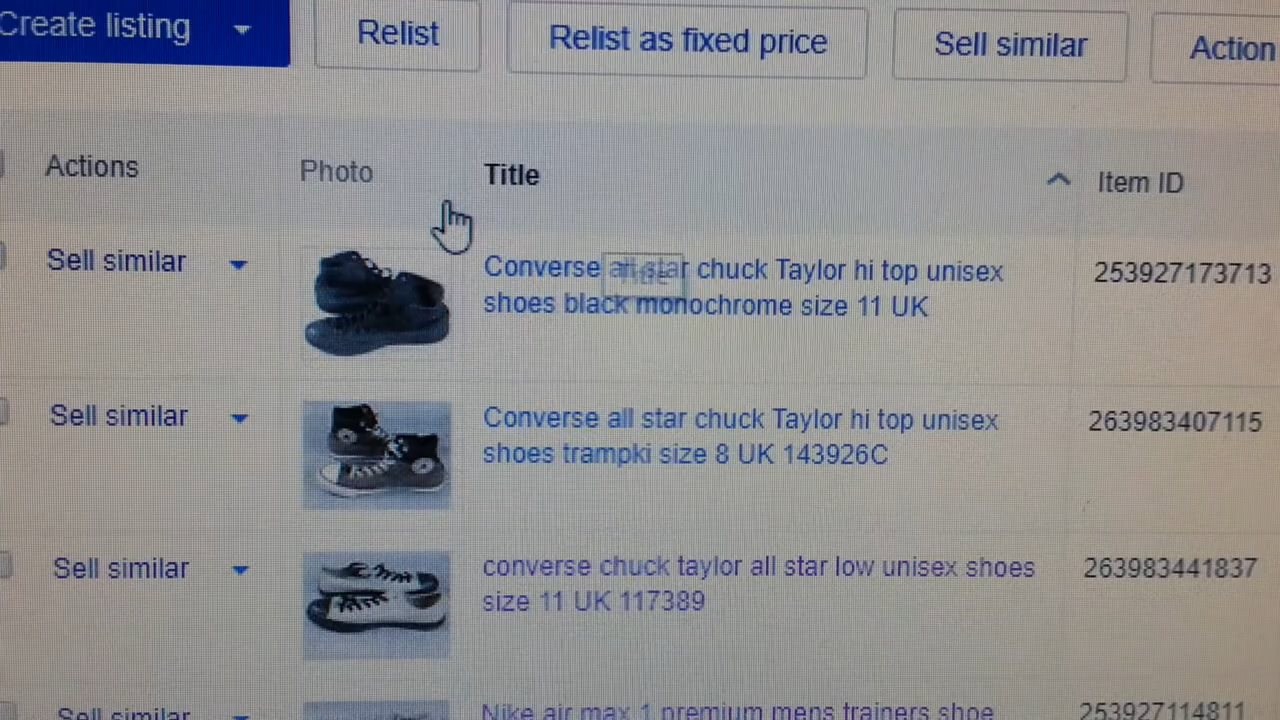 Create listing
Relist
Relist as fixed price
Sell similar
Action
Actions
Photo
Title
Item ID
Sell similar
Converse all star chuck Taylor hi top unisex
shoes black monochrome size 11 UK
253927173713
Sell similar
Converse all star chuck Taylor hi top unisex
shoes trampki size 8 UK 143926C
263983407115
Sell similar
converse chuck taylor all star low unisex shoes
size 11 UK 117389
263983441837
Sell similar
Nike air max 1 premium mens trainers shoe
253927114811